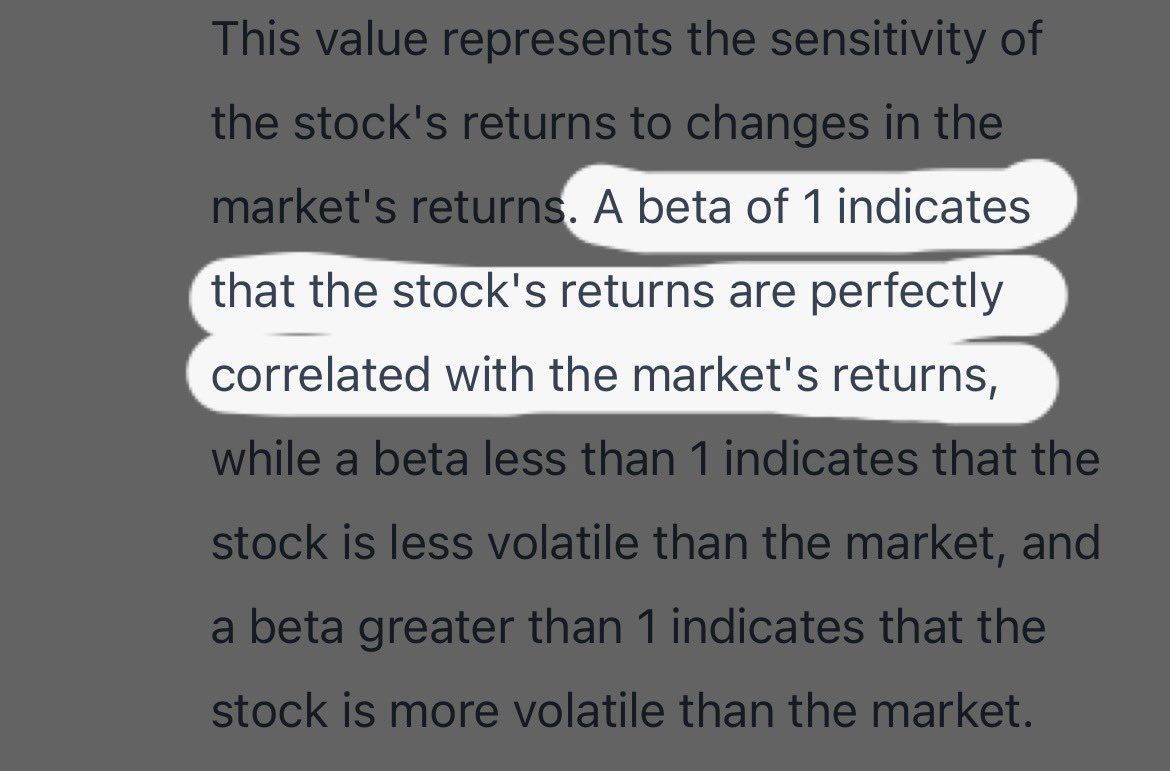 This value represents the sensitivity of
the stock's returns to changes in the
market's returns. A beta of 1 indicates
that the stock's returns are perfectly
correlated with the market's returns,
while a beta less than 1 indicates that the
stock is less volatile than the market, and
a beta greater than 1 indicates that the
stock is more volatile than the market.